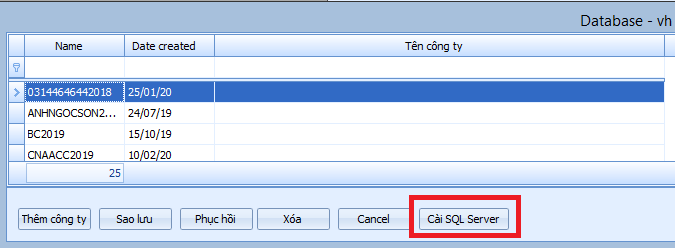 Database - vh
Name Date created Tên công ty
03144646442018 25/01/20
ANHNGOCSON2... 24/07/19
BC2019 15/10/19
CNAACC2019 10/02/20
25
Thêm công ty Sao lưu Phục hồi Xóa Cancel Cài SQL Server